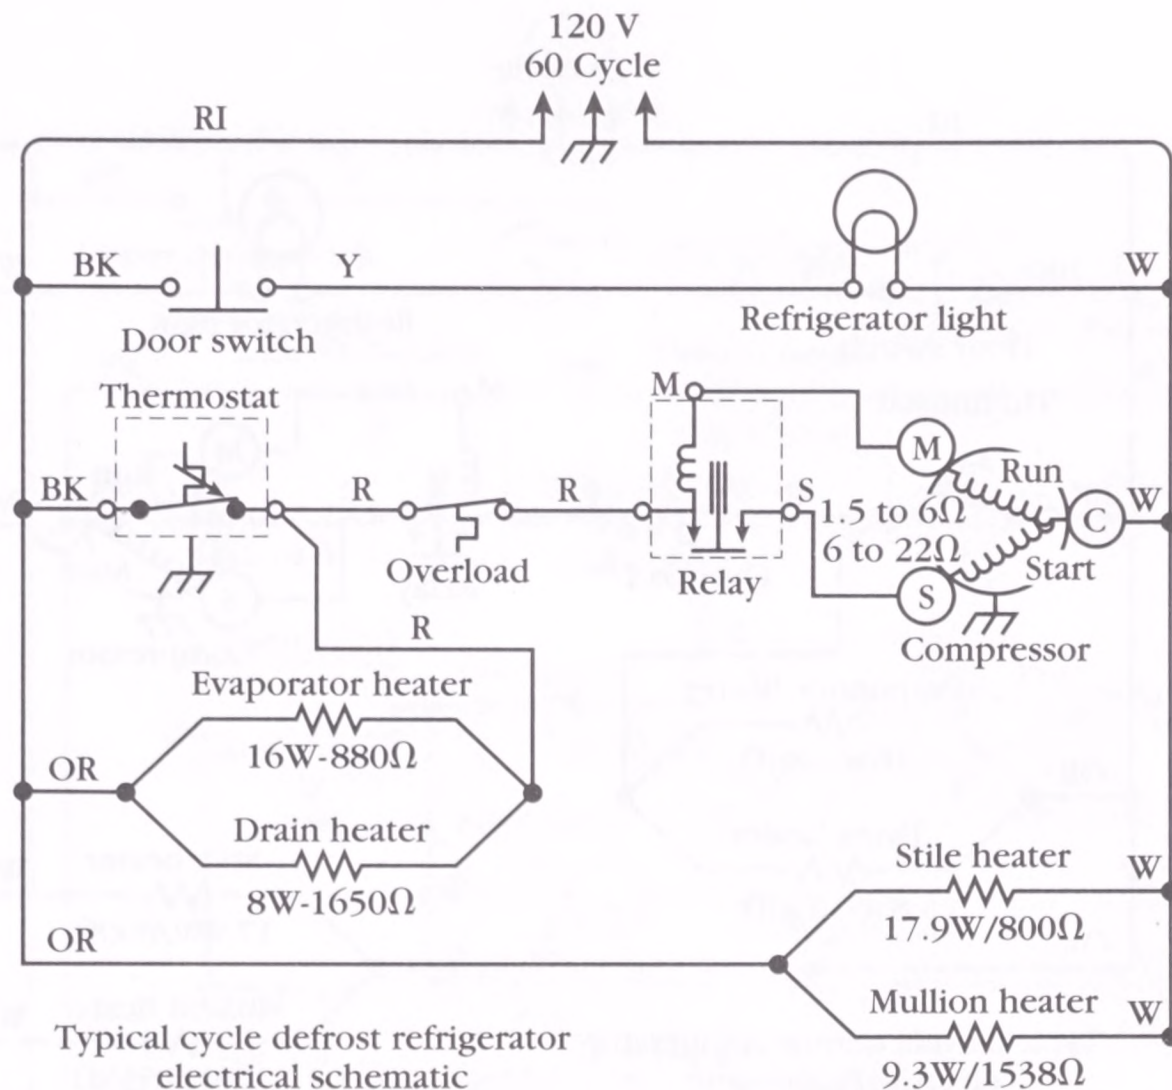 120 V
60 Cycle
RI
BK
Y
W
Door switch
Refrigerator light
Thermostat
M
M
Run
BK
R
R
S
1.5 to 6Ω
C
W
6 to 22Ω
Overload
Relay
S
Start
R
Compressor
Evaporator heater
16W-880Ω
OR
Drain heater
8W-1650Ω
Stile heater
W
17.9W/800Ω
OR
Mullion heater
W
9.3W/1538Ω
Typical cycle defrost refrigerator
electrical schematic